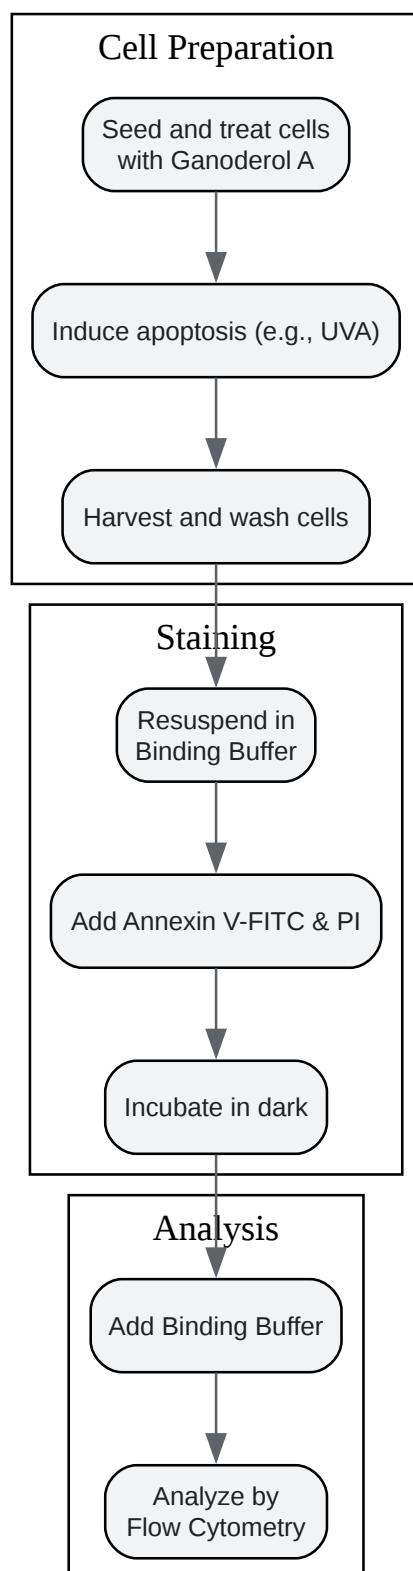 Cell Preparation
Seed and treat cells
with Ganoderol A
Induce apoptosis (e.g., UVA)
Harvest and wash cells
Staining
Resuspend in
Binding Buffer
Add Annexin V-FITC & PI
Incubate in dark
Analysis
Add Binding Buffer
Analyze by
Flow Cytometry